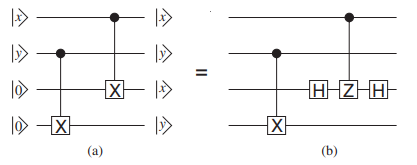 |x⟩ |x⟩
|y⟩ |y⟩
|0⟩ X |x⟩ = H Z H
|0⟩ X |y⟩ X
(a) (b)